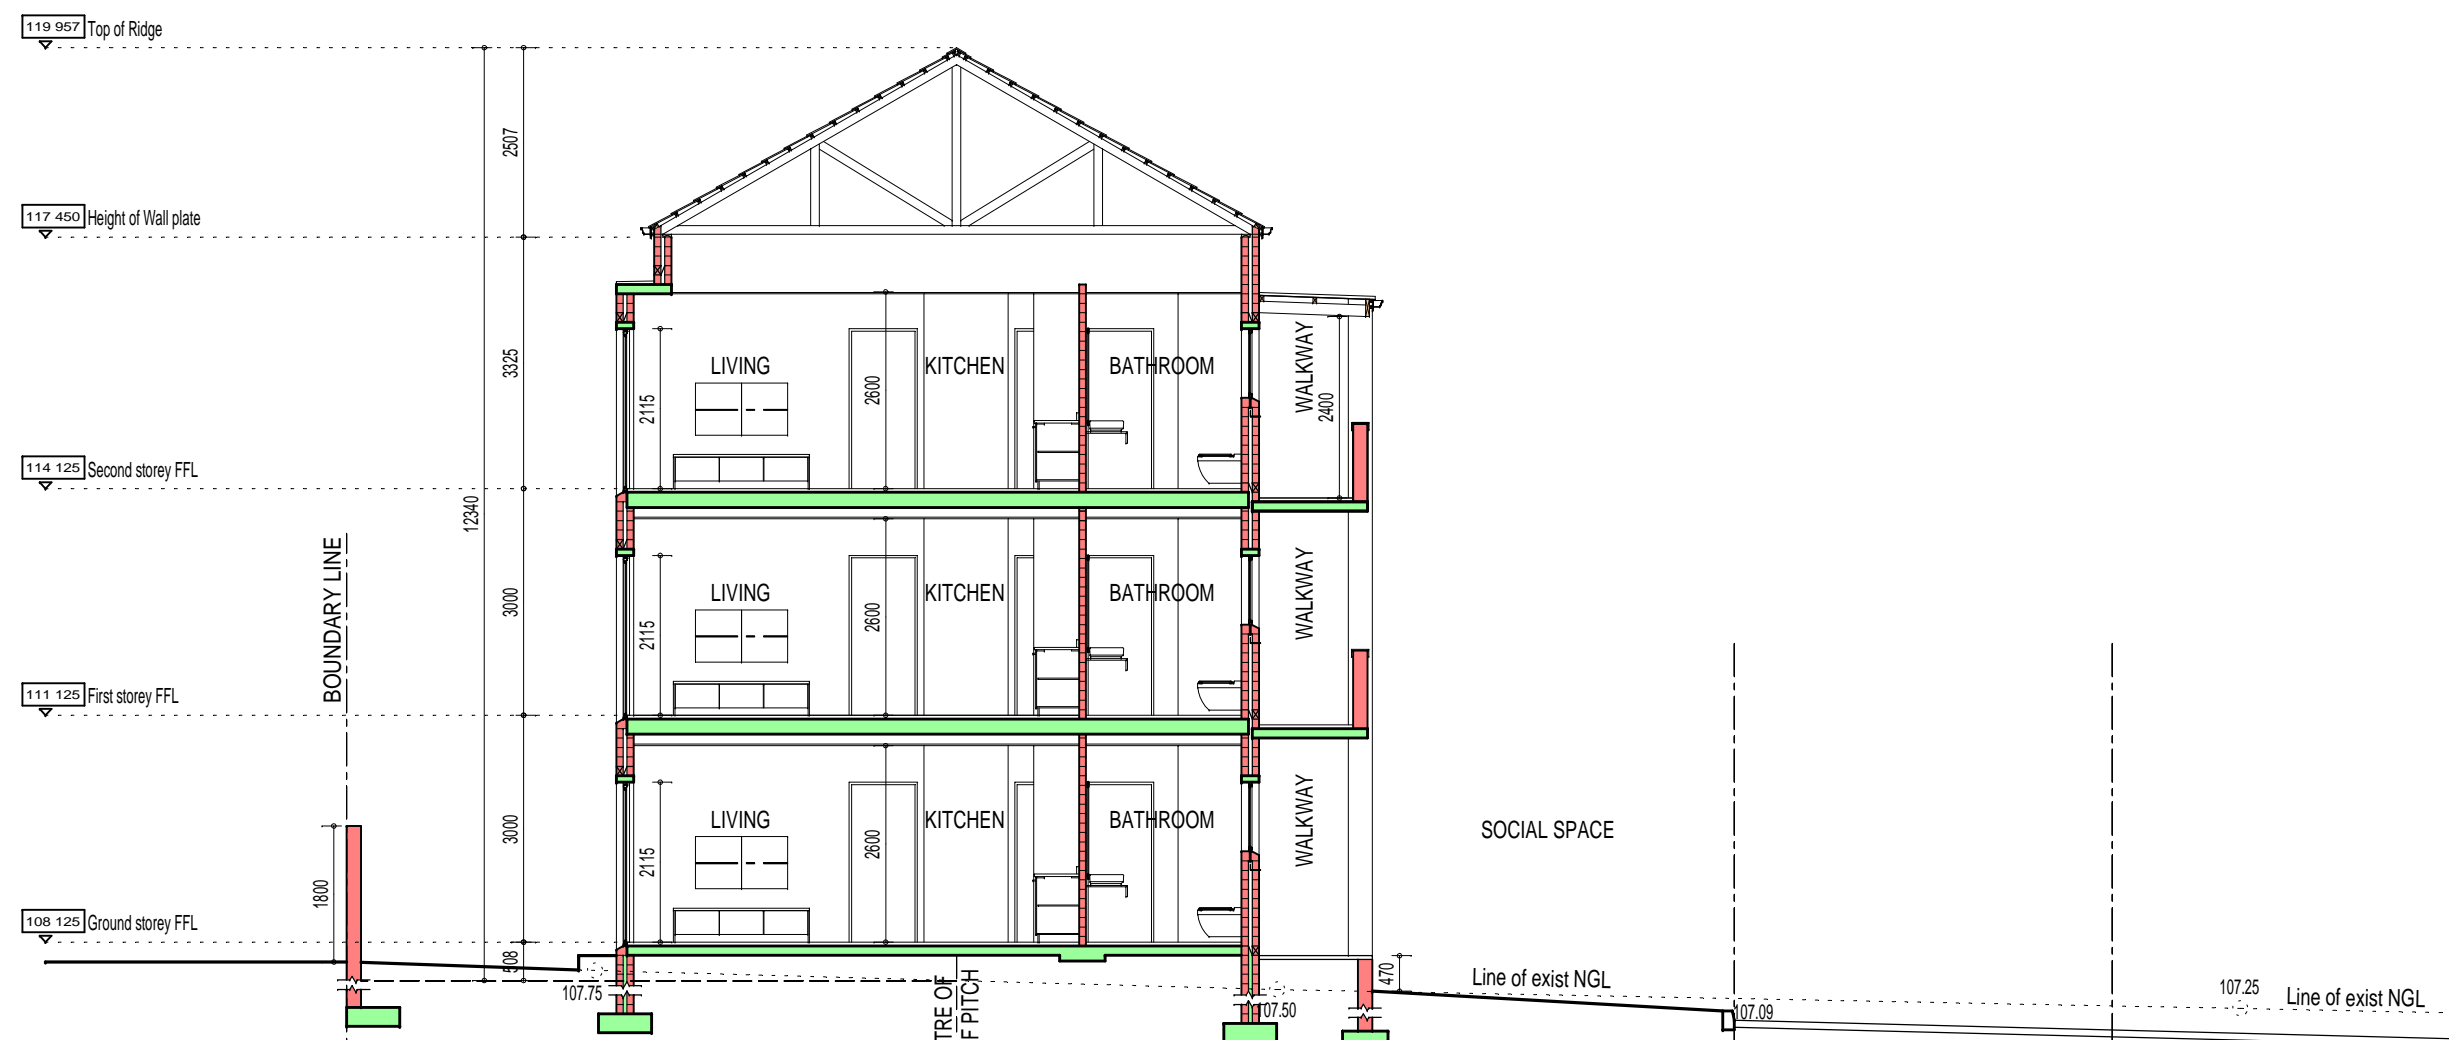 119 957 Top of Ridge
2507
117 450 Height of Wall plate
3325
LIVING
KITCHEN
BATHROOM
WALKWAY
2115
2600
2400
114 125 Second storey FFL
12340
BOUNDARY LINE
3000
LIVING
KITCHEN
BATHROOM
WALKWAY
2115
2600
111 125 First storey FFL
3000
LIVING
KITCHEN
BATHROOM
WALKWAY
2115
2600
SOCIAL SPACE
1800
108 125 Ground storey FFL
508
470
107.75
TRE OF
F PITCH
107.50
Line of exist NGL
107.09
107.25
Line of exist NGL